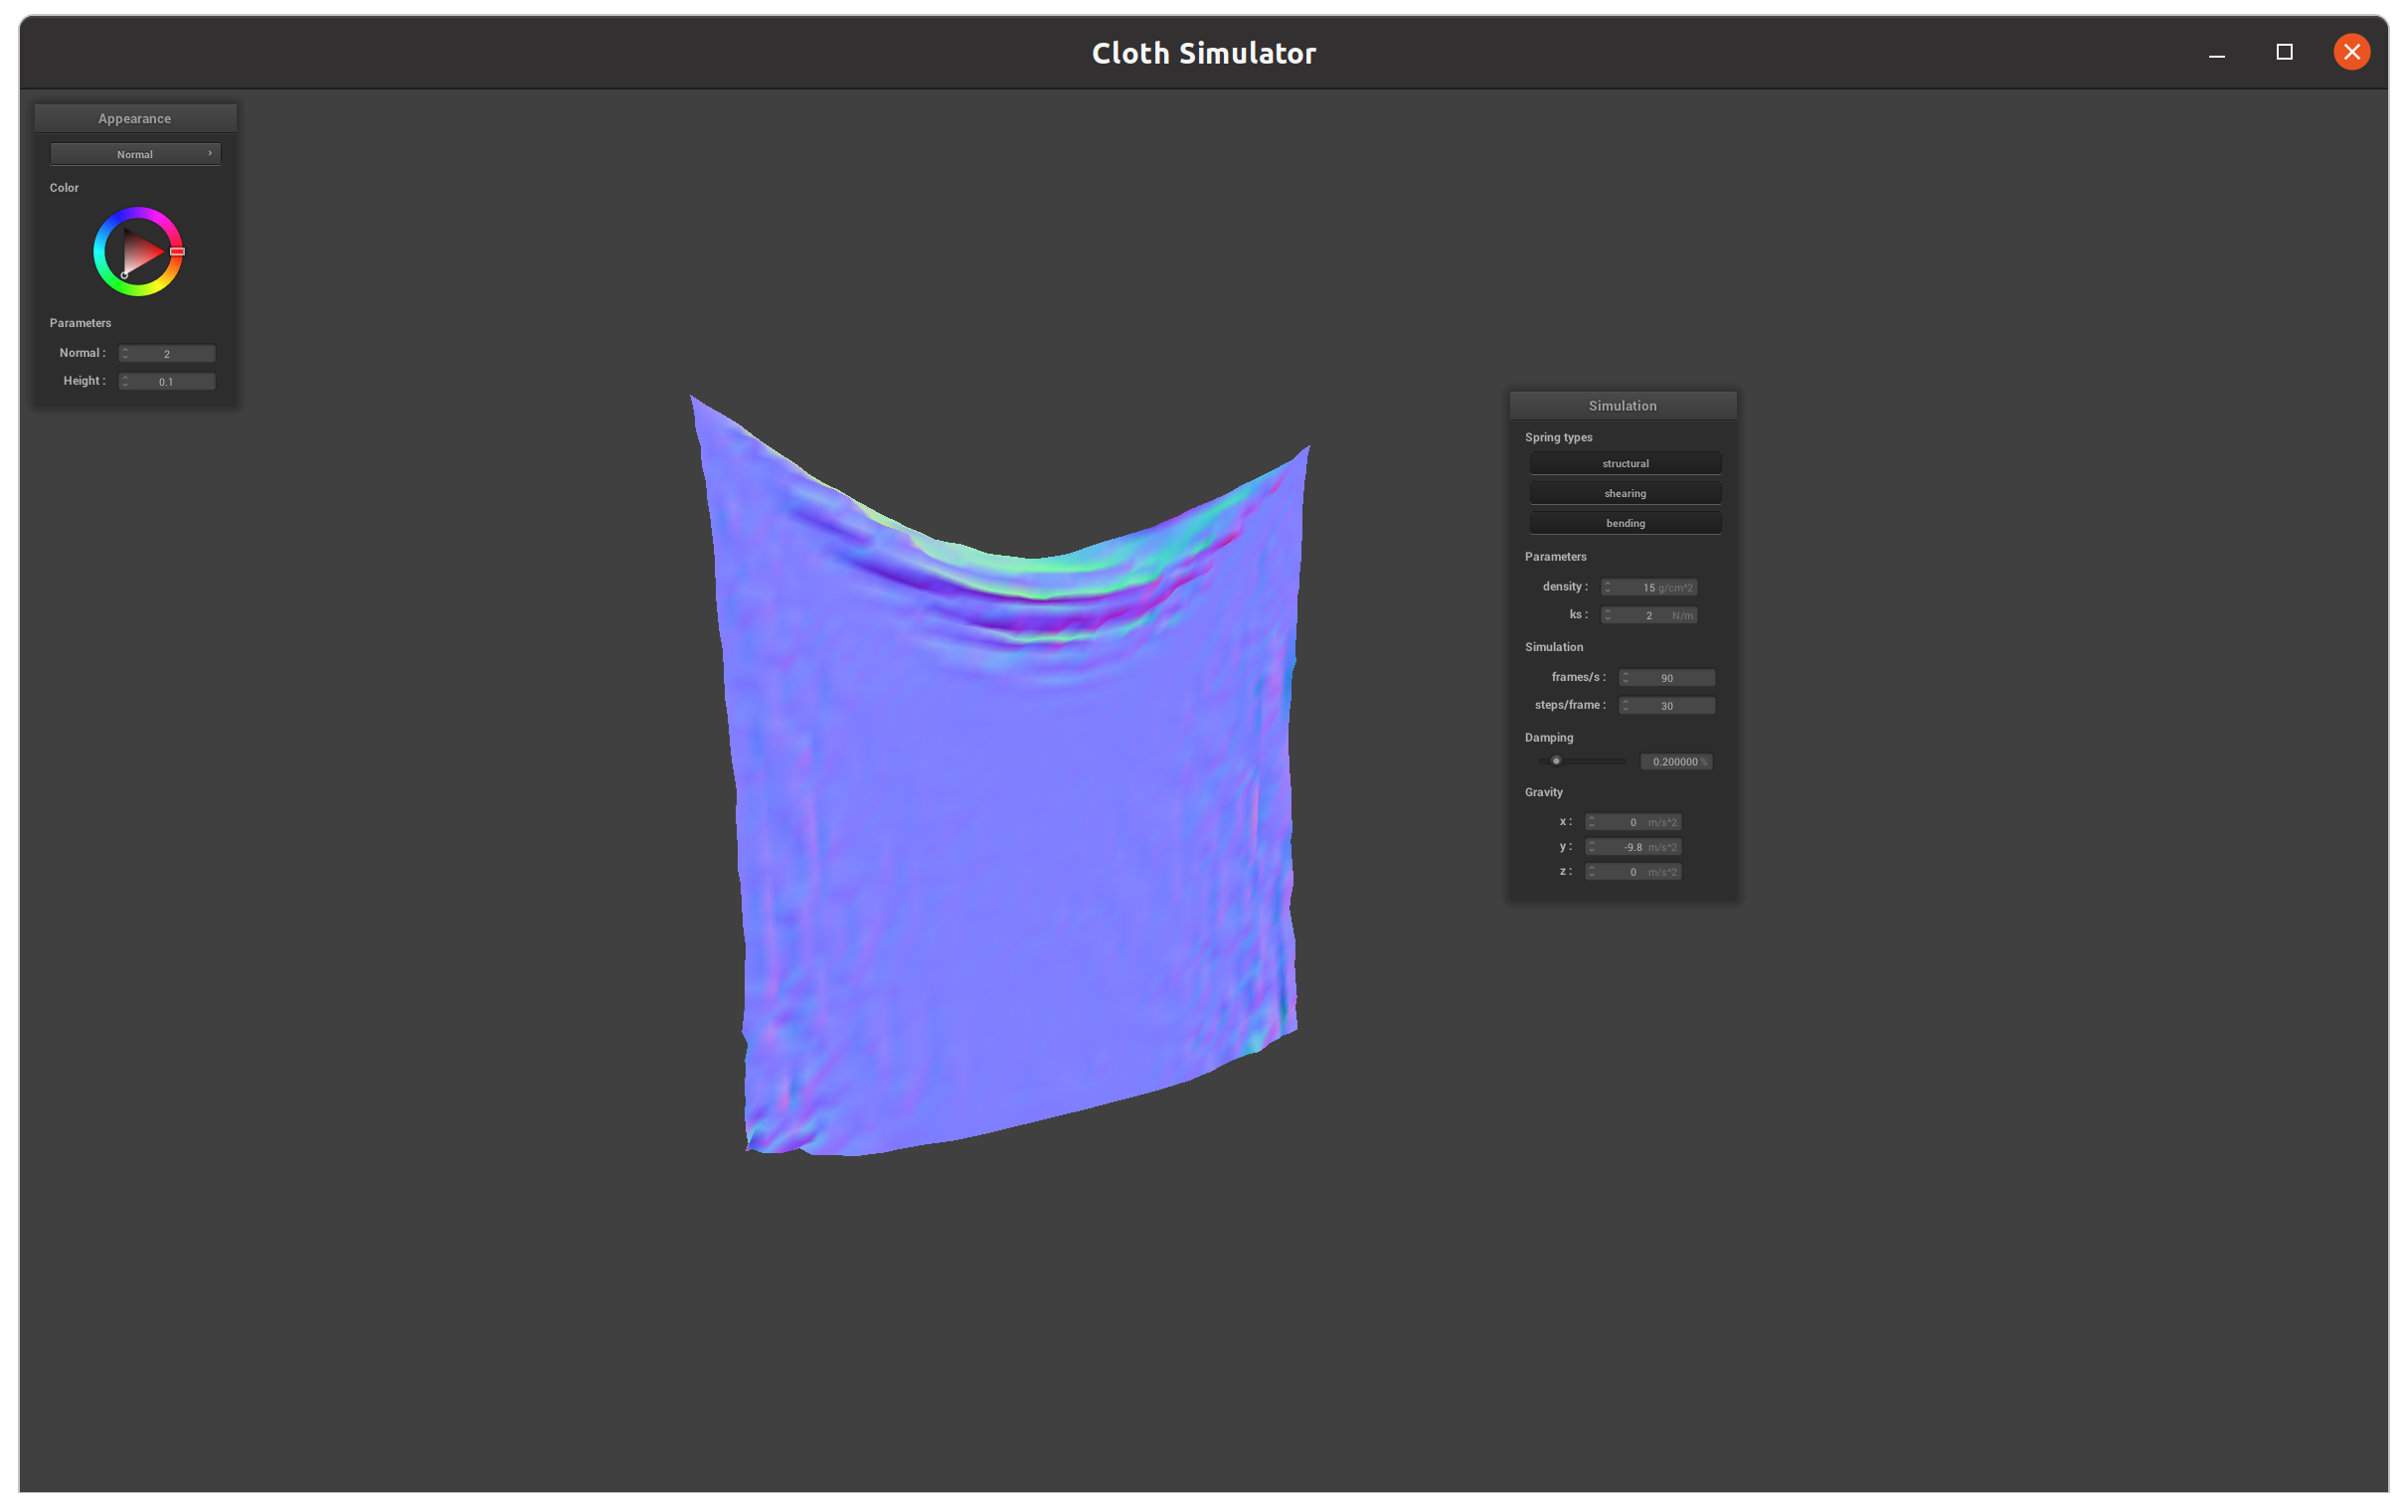 Cloth Simulator
Appearance
Normal
Color
Parameters
Normal : 2
Height : 0.1
Simulation
Spring types
structural
shearing
bending
Parameters
density : 15 g/cm^2
ks : 2 N/m
Simulation
frames/s : 90
steps/frame : 30
Damping
0.200000 %
Gravity
x : 0 m/s^2
y : -9.8 m/s^2
z : 0 m/s^2